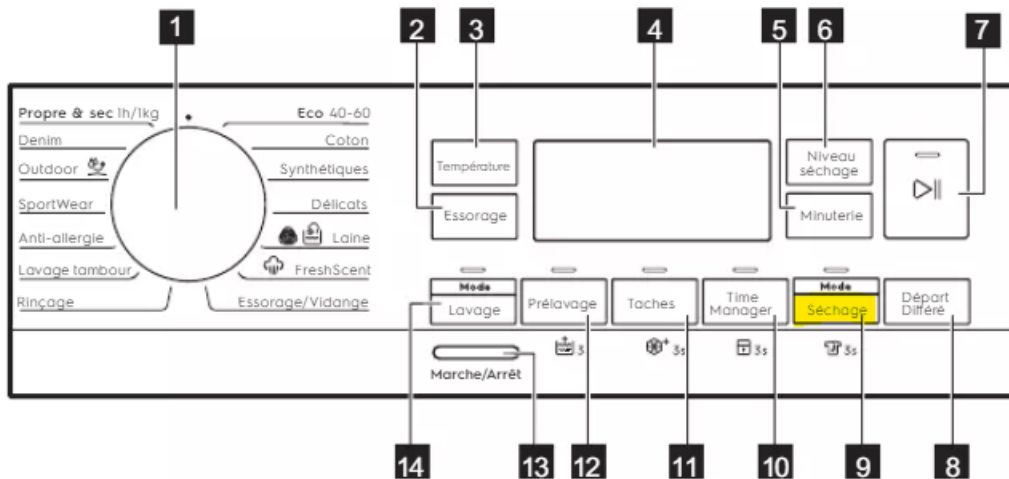 1
2
3
4
5
6
7
Propre & sec 1h/1kg
Denim
Outdoor
SportWear
Anti-allergie
Lavage tambour
Rinçage
Eco 40-60
Coton
Synthétiques
Délicats
Laine
FreshScent
Essorage/Vidange
Température
Essorage
Niveau
séchage
Minuterie
Mode
Lavage
Prélavage
Taches
Time
Manager
Mode
Séchage
Départ
Différé
Marche/Arrêt
3
3s
3s
3s
14
13
12
11
10
9
8